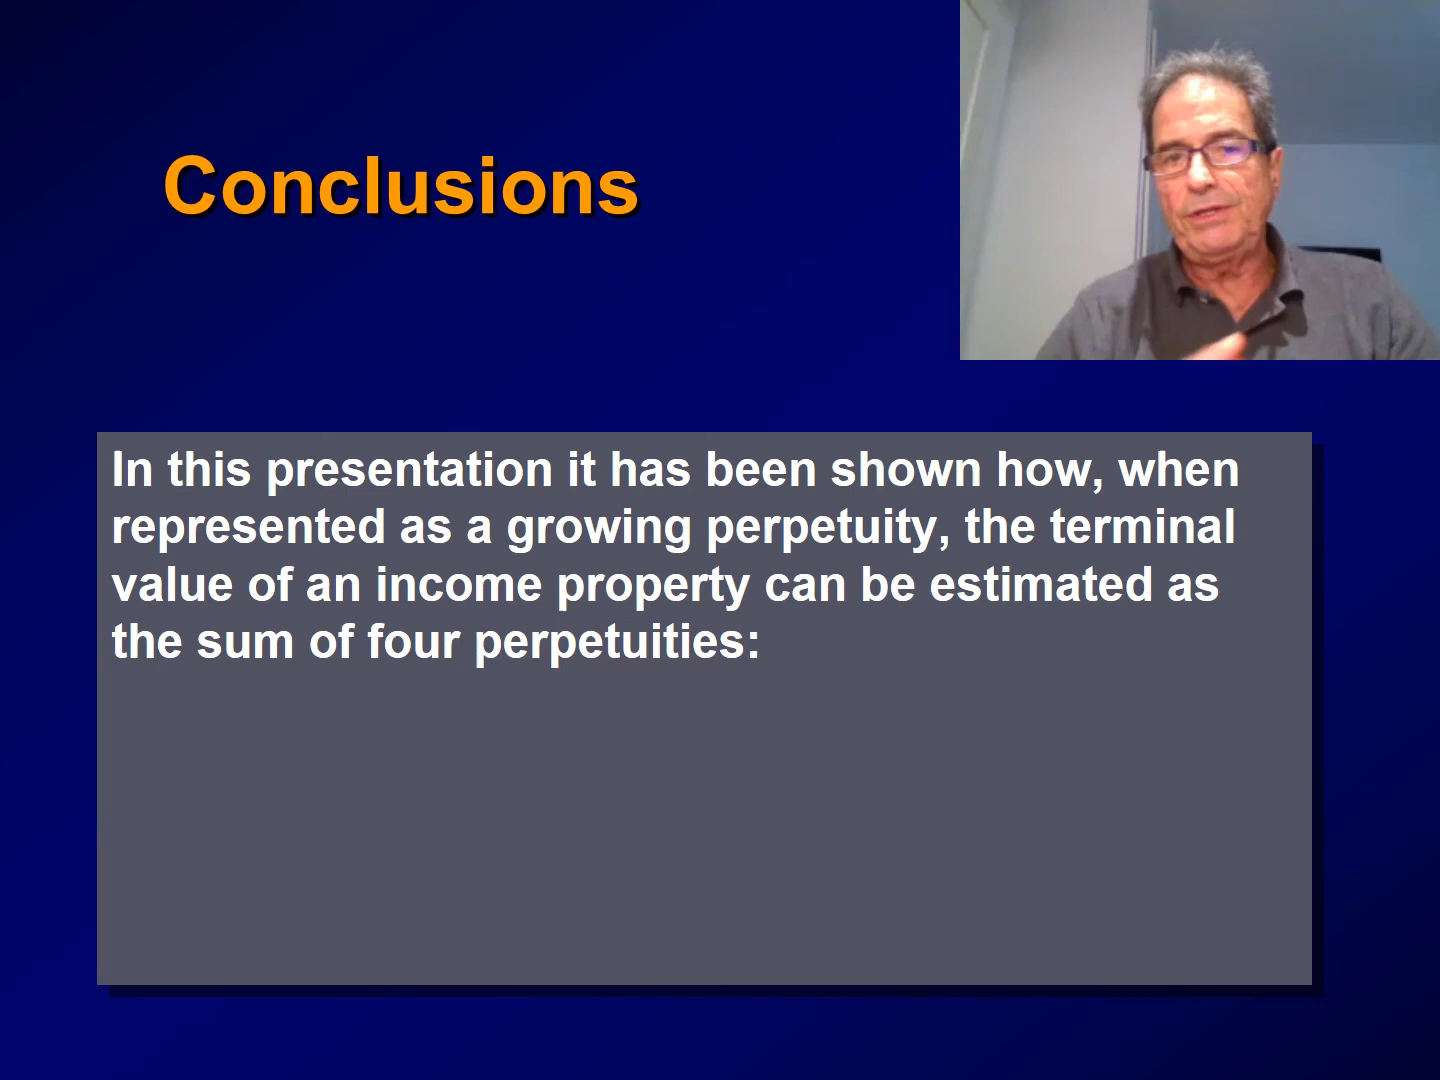 Conclusions
In this presentation it has been shown how, when
represented as a growing perpetuity, the terminal
value of an income property can be estimated as
the sum of four perpetuities: